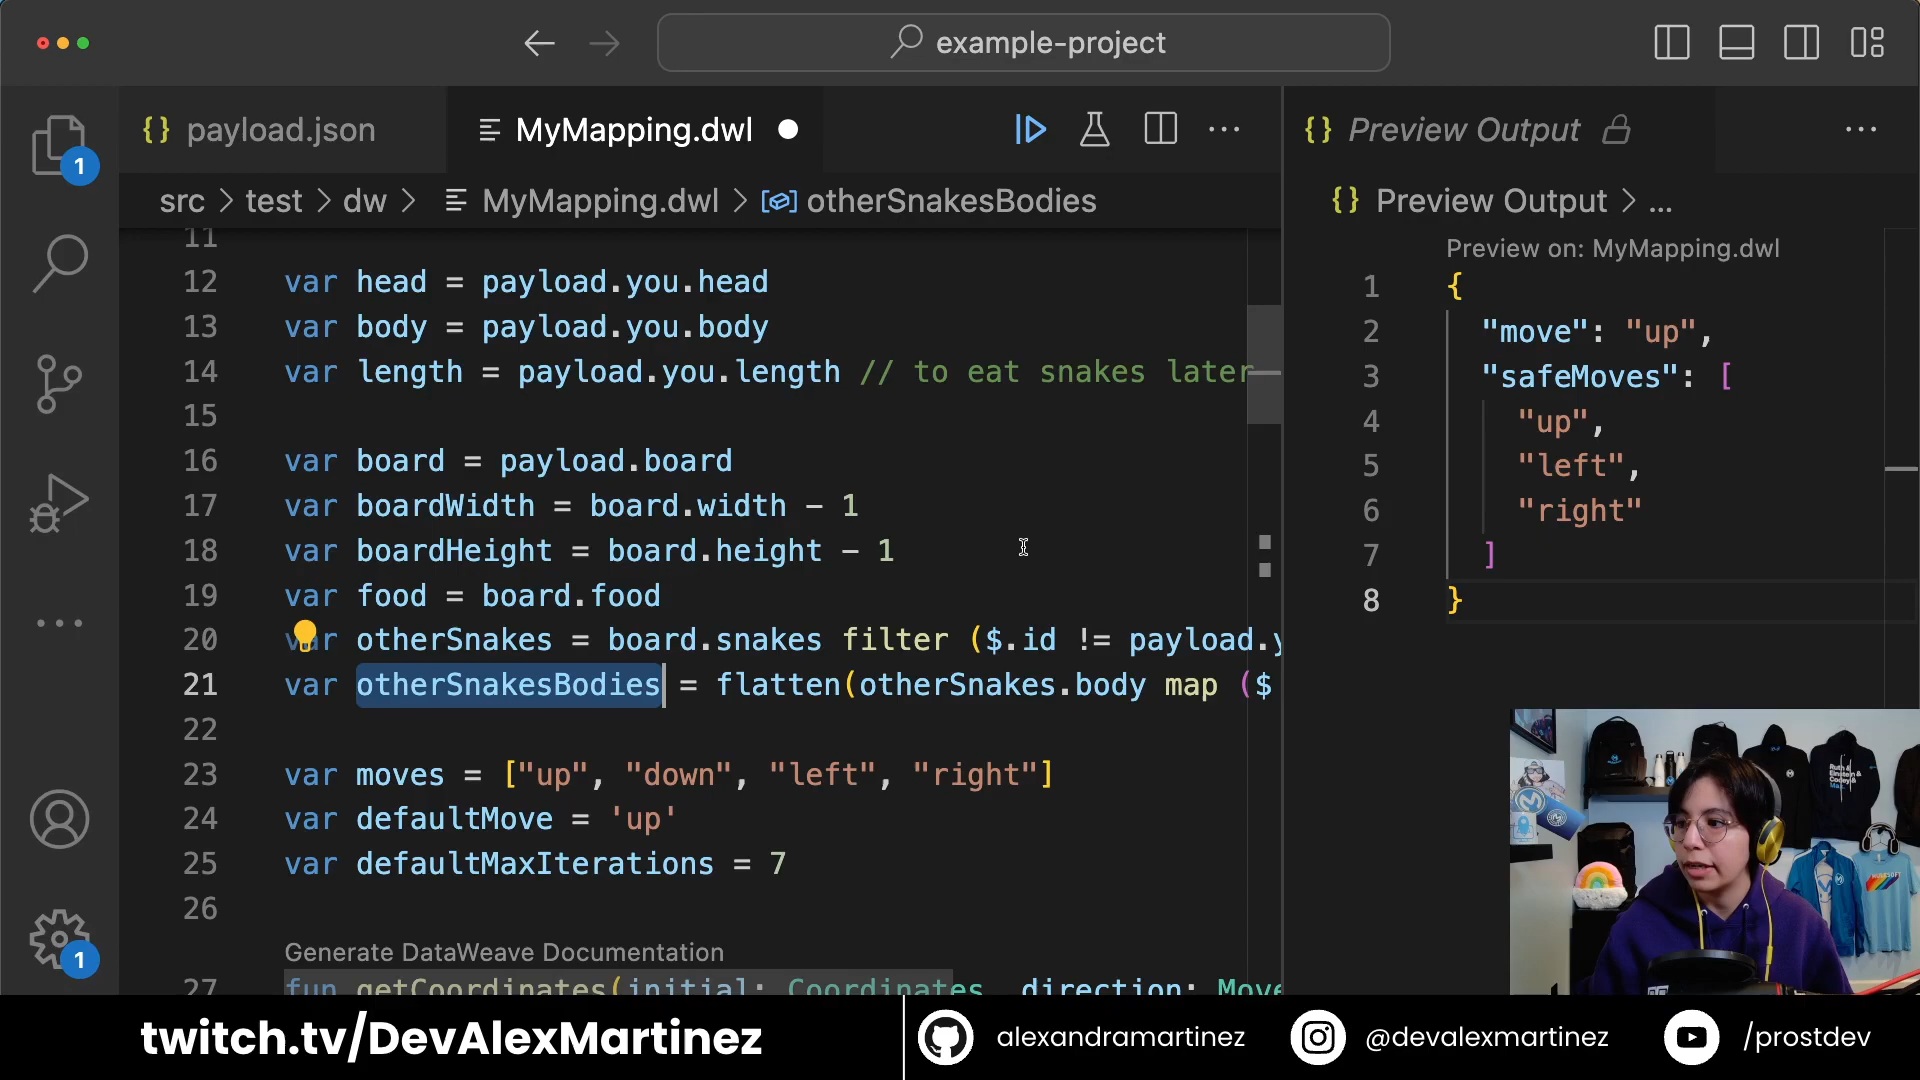 example-project
payload.json
MyMapping.dwl
Preview Output
1
src > test > dw > MyMapping.dwl > otherSnakesBodies
Preview Output > ...
11
12 var head = payload.you.head
13 var body = payload.you.body
14 var length = payload.you.length // to eat snakes later
15
16 var board = payload.board
17 var boardWidth = board.width - 1
18 var boardHeight = board.height - 1
19 var food = board.food
20 var otherSnakes = board.snakes filter ($.id != payload.y
21 var otherSnakesBodies = flatten(otherSnakes.body map ($
22
23 var moves = ["up", "down", "left", "right"]
24 var defaultMove = 'up'
25 var defaultMaxIterations = 7
26
Generate DataWeave Documentation
27 fun getCoordinates(initial: Coordinates, direction: Move
1
Preview on: MyMapping.dwl
1 {
2 "move": "up",
3 "safeMoves": [
4 "up",
5 "left",
6 "right"
7 ]
8 }
twitch.tv/DevAlexMartinez
alexandramartinez
@devalexmartinez
/prostdev